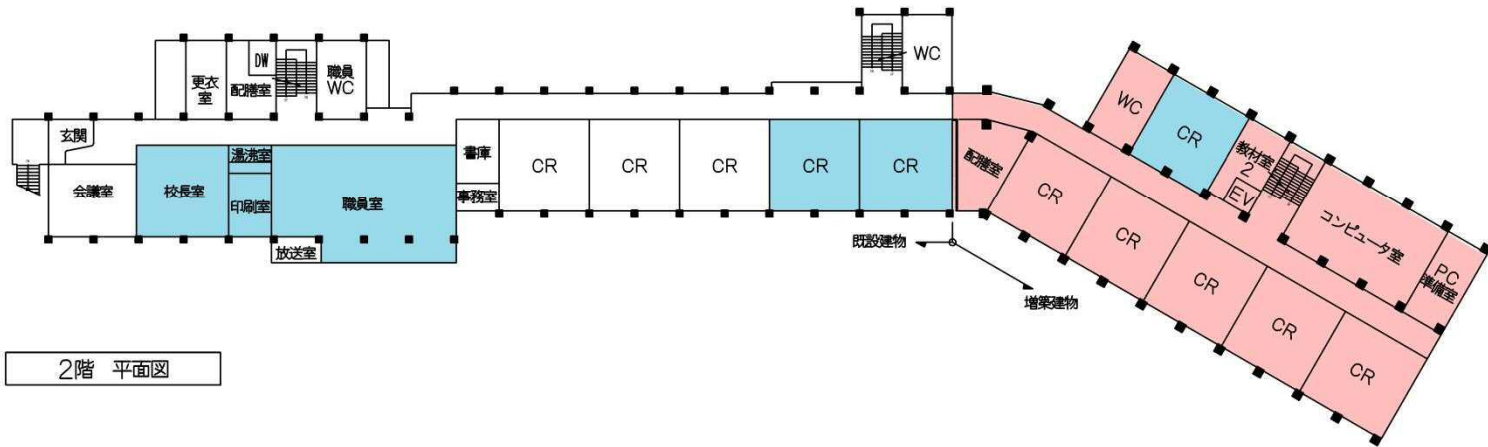 DW
更衣
室
配膳室
職員
WC
WC
玄関
会議室
校長室
湯沸室
印刷室
職員室
放送室
書庫
事務室
CR
CR
CR
CR
CR
既設建物
増築建物
配膳室
WC
CR
教材室
2
EV
コンピュータ室
PC
準備室
CR
CR
CR
CR
CR
2階 平面図